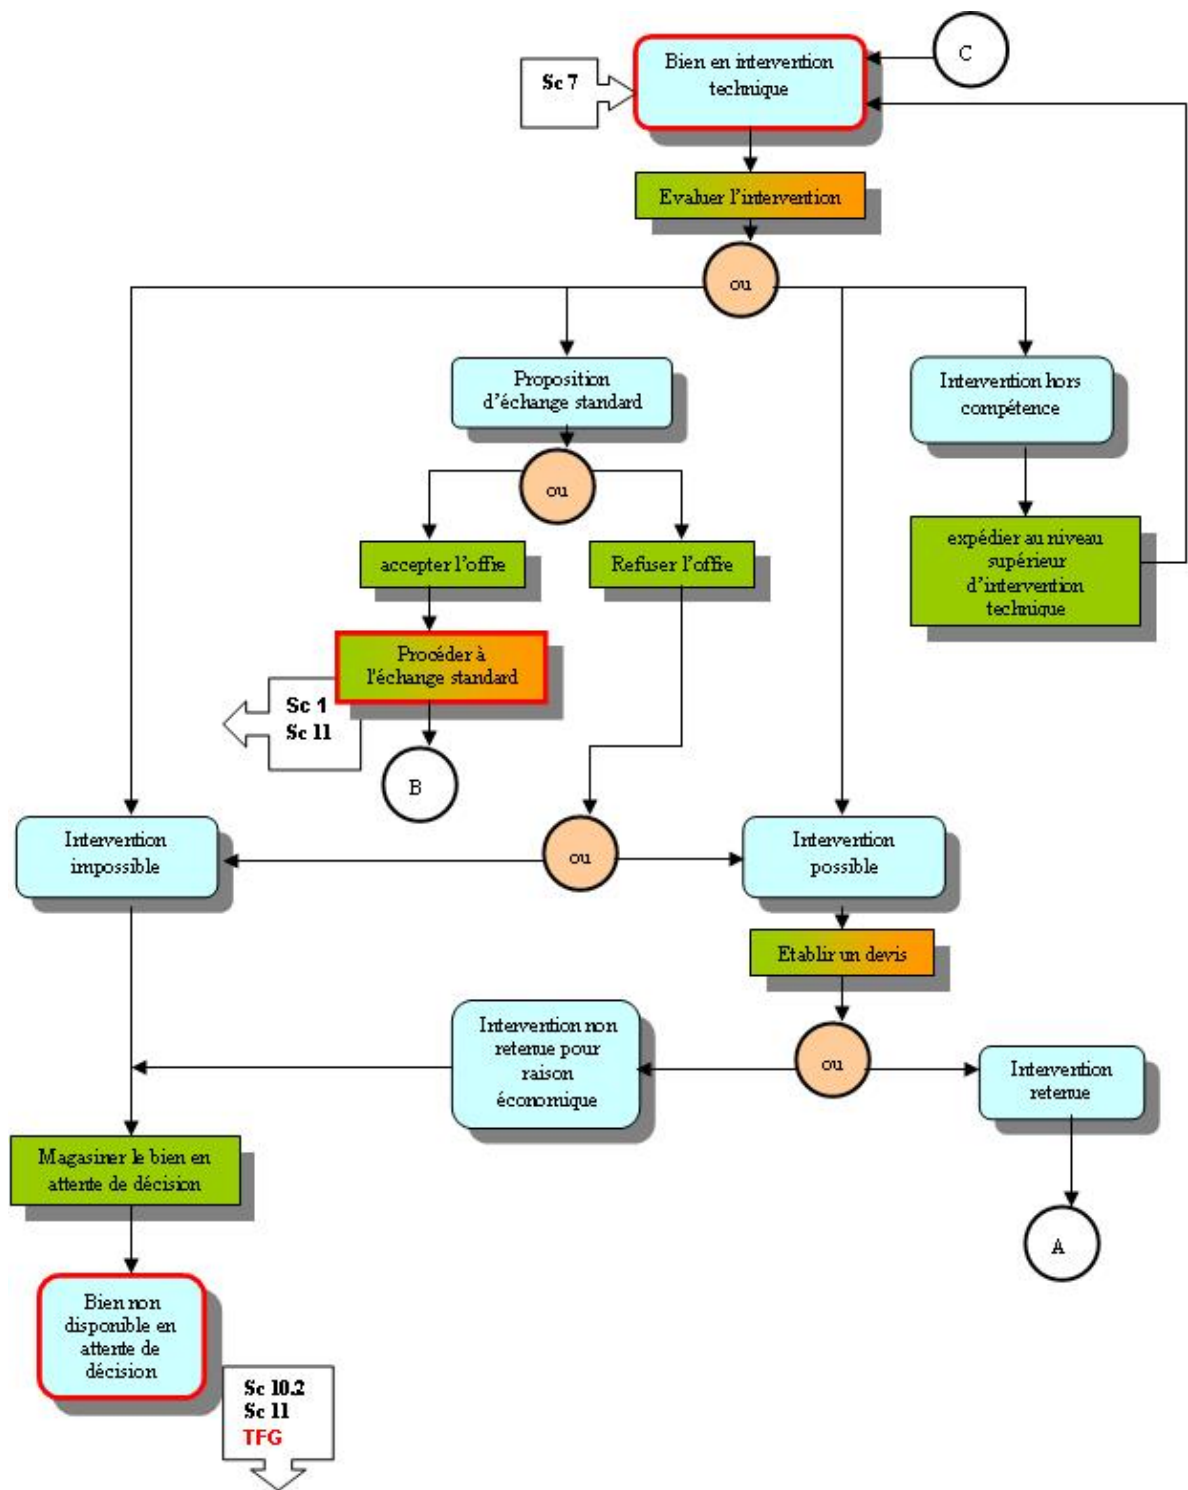 Bien en intervention
technique
C
Sc 7
Evaluer l'intervention
ou
Proposition
d'échange standard
Intervention hors
compétence
ou
accepter l'offre
Refuser l'offre
expédier au niveau
supérieur
d'intervention
technique
Procéder à
l'échange standard
Sc 1
Sc 11
B
Intervention
impossible
ou
Intervention
possible
Etablir un devis
Intervention non
retenue pour
raison
économique
ou
Intervention
retenue
Magasiner le bien en
attente de décision
A
Bien non
disponible en
attente de
décision
Sc 10.2
Sc 11
TFG